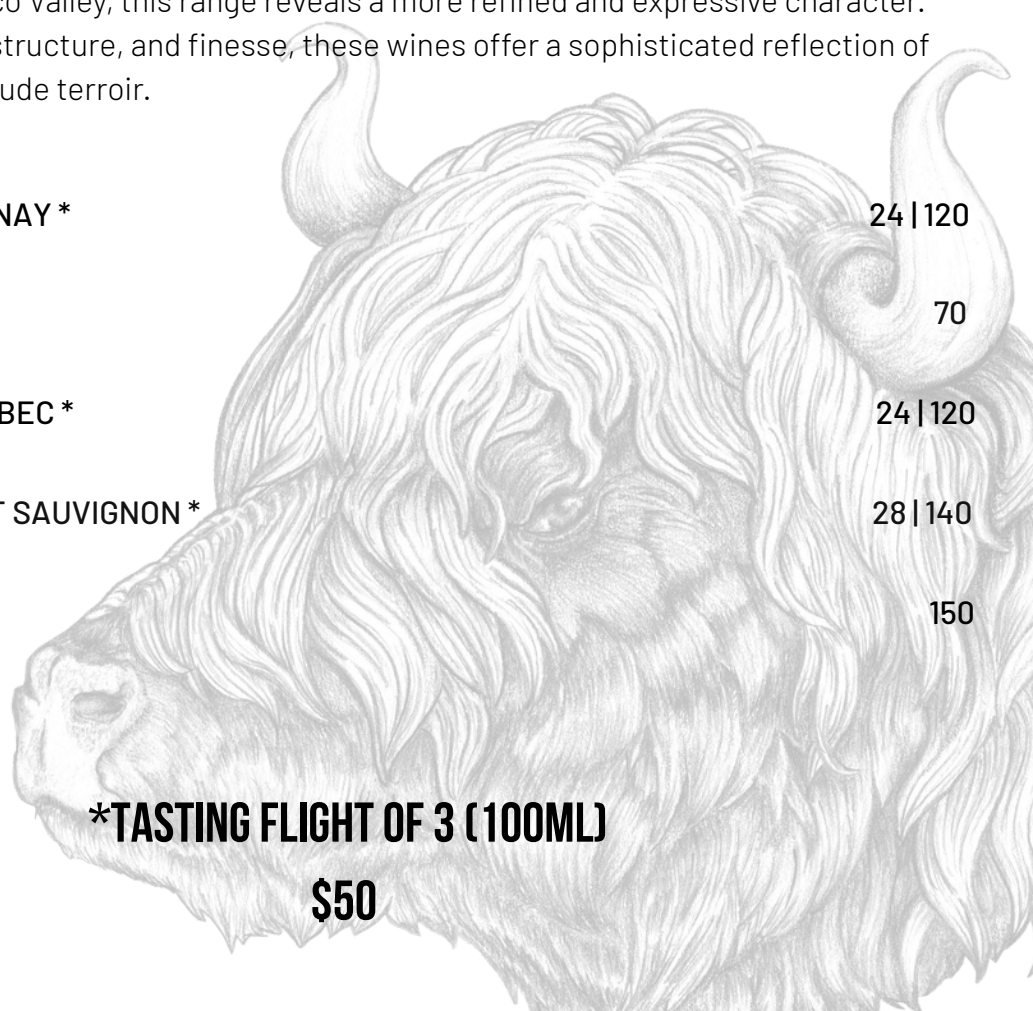 co Valley, this range reveals a more refined and expressive character.
structure, and finesse, these wines offer a sophisticated reflection of
ude terroir.
NAY * 24 | 120
70
BEC * 24 | 120
T SAUVIGNON * 28 | 140
150
*TASTING FLIGHT OF 3 (100ML)
$50